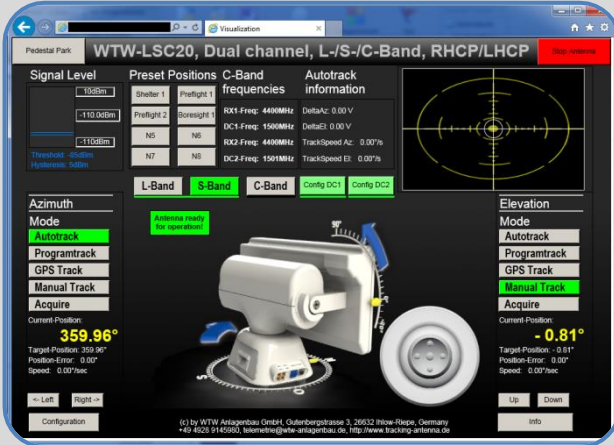 Visualization
Pedestal Park
WTW-LSC20, Dual channel, L-/S-/C-Band, RHCP/LHCP
Stop Antenna
Signal Level
10dBm
-110.0dBm
-110dBm
Threshold: -85dBm
Hysteresis: 5dBm
Preset Positions
Shelter 1
Preflight 1
Preflight 2
Boresight 1
N5
N6
N7
N8
C-Band
frequencies
RX1-Freq: 4400MHz
DC1-Freq: 1500MHz
RX2-Freq: 4400MHz
DC2-Freq: 1501MHz
Autotrack
information
DeltaAz: 0.00 V
DeltaEl: 0.00 V
TrackSpeed Az: 0.00°/s
TrackSpeed El: 0.00°/s
L-Band
S-Band
C-Band
Config DC1
Config DC2
Azimuth
Mode
Autotrack
Programtrack
GPS Track
Manual Track
Acquire
Current-Position:
359.96°
Target-Position: 359.96°
Position-Error: 0.00°
Speed: 0.00°/sec
<- Left
Right ->
Configuration
Antenna ready
for operation!
90°
Elevation
Mode
Autotrack
Programtrack
GPS Track
Manual Track
Acquire
Current-Position:
- 0.81°
Target-Position: - 0.81°
Position-Error: 0.00°
Speed: 0.00°/sec
Up
Down
Info
(c) by WTW Anlagenbau GmbH, Gutenbergstrasse 3, 26632 Ihlow-Riepe, Germany
+49 4928 9145980, telemetrie@wtw-anlagenbau.de, http://www.tracking-antenna.de